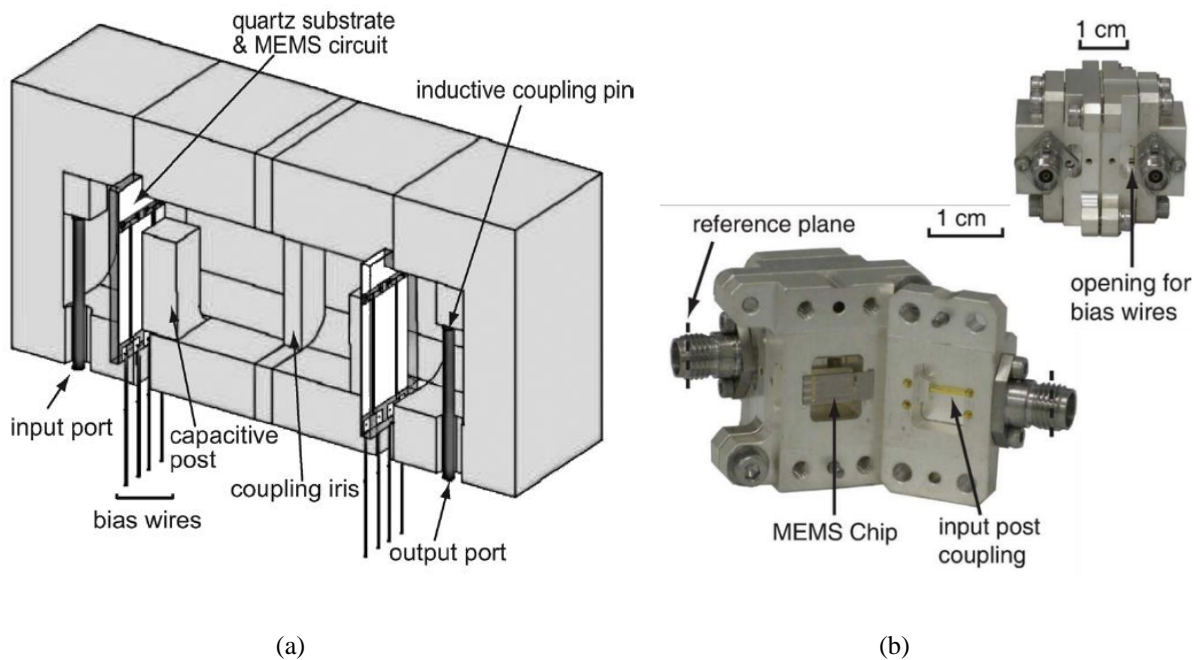 quartz substrate
& MEMS circuit
inductive coupling pin
input port
capacitive
post
coupling iris
bias wires
output port
1 cm
opening for
bias wires
1 cm
reference plane
MEMS Chip
input post
coupling
(a)
(b)